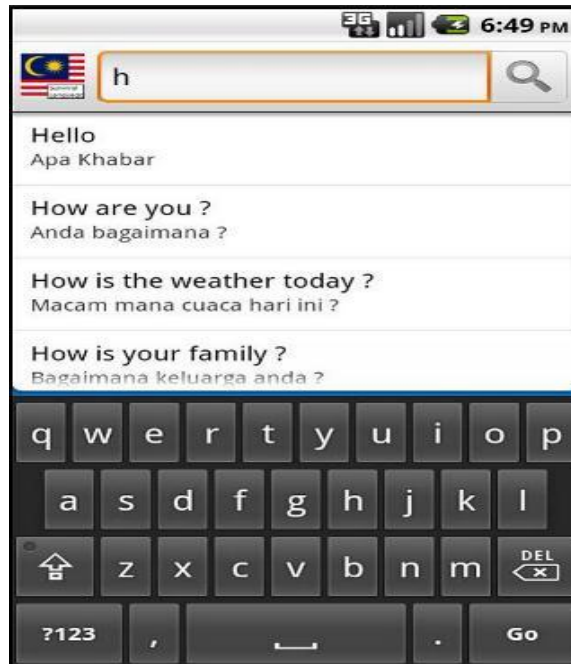 3G 6:49 PM
h
Hello
Apa Khabar
How are you ?
Anda bagaimana ?
How is the weather today ?
Macam mana cuaca hari ini ?
How is your family ?
Bagaimana keluarga anda ?
q w e r t y u i o p
a s d f g h j k l
z x c v b n m DEL
?123 , . Go